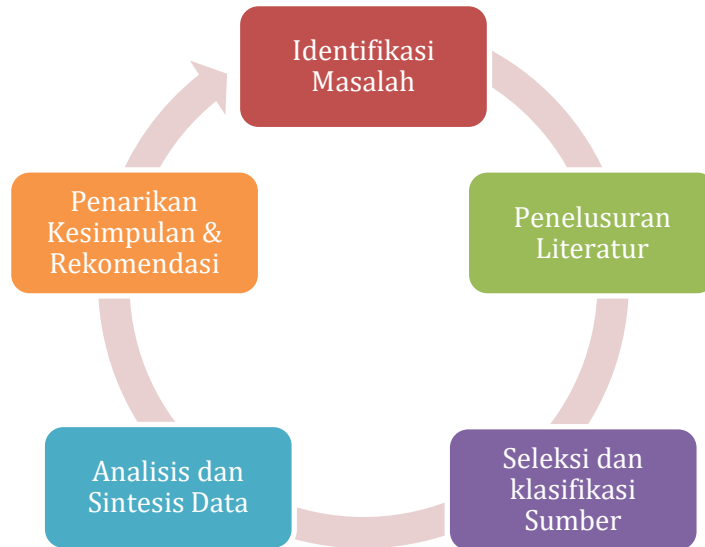 Identifikasi
Masalah
Penelusuran
Literatur
Seleksi dan
klasifikasi
Sumber
Analisis dan
Sintesis Data
Penarikan
Kesimpulan &
Rekomendasi